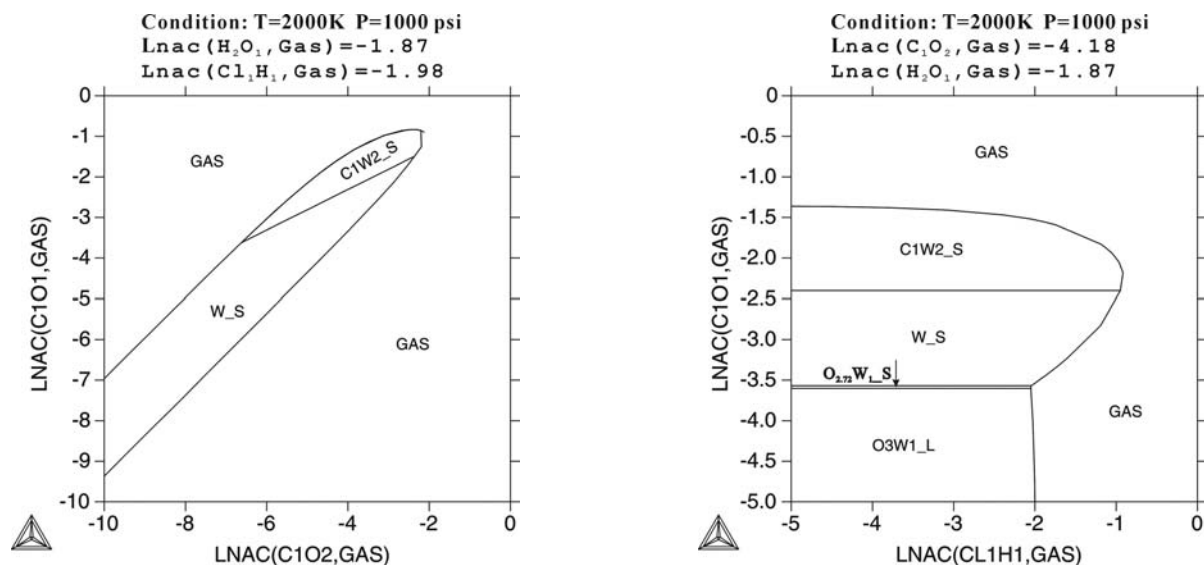 Condition: T=2000K P=1000 psi
Lnac(H₂O₁,Gas)=-1.87
Lnac(Cl₁H₁,Gas)=-1.98
0
-1
-2
-3
-4
-5
-6
-7
-8
-9
-10
LNAC(C1O1,GAS)
GAS
C1W2_S
W_S
GAS
-10
-8
-6
-4
-2
0
LNAC(C1O2,GAS)
Condition: T=2000K P=1000 psi
Lnac(C₁O₂,Gas)=-4.18
Lnac(H₂O₁,Gas)=-1.87
0
-0.5
-1.0
-1.5
-2.0
-2.5
-3.0
-3.5
-4.0
-4.5
-5.0
LNAC(C1O1,GAS)
GAS
C1W2_S
W_S
O₂.₇₂W₁_S
GAS
O3W1_L
-5
-4
-3
-2
-1
0
LNAC(CL1H1,GAS)